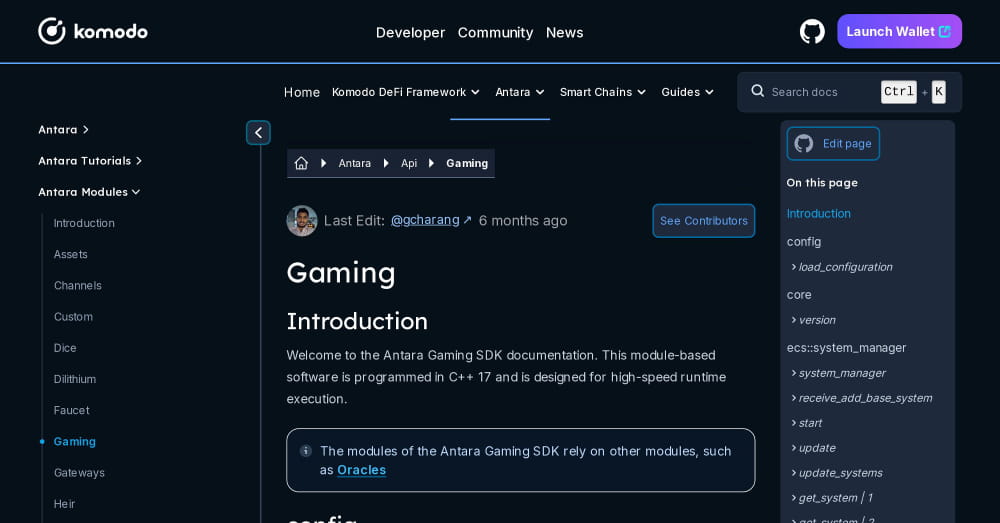 komodo
Developer Community News
Launch Wallet
Home Komodo DeFi Framework Antara Smart Chains Guides
Search docs Ctrl + K
Antara
Antara Tutorials
Antara Modules
Introduction
Assets
Channels
Custom
Dice
Dilithium
Faucet
Gaming
Gateways
Heir
Antara Api Gaming
Last Edit: @gcharang ↗ 6 months ago
See Contributors
Gaming
Introduction
Welcome to the Antara Gaming SDK documentation. This module-based
software is programmed in C++ 17 and is designed for high-speed runtime
execution.
The modules of the Antara Gaming SDK rely on other modules, such
as Oracles
config
Edit page
On this page
Introduction
config
load_configuration
core
version
ecs::system_manager
system_manager
receive_add_base_system
start
update
update_systems
get_system | 1
get_system | 2